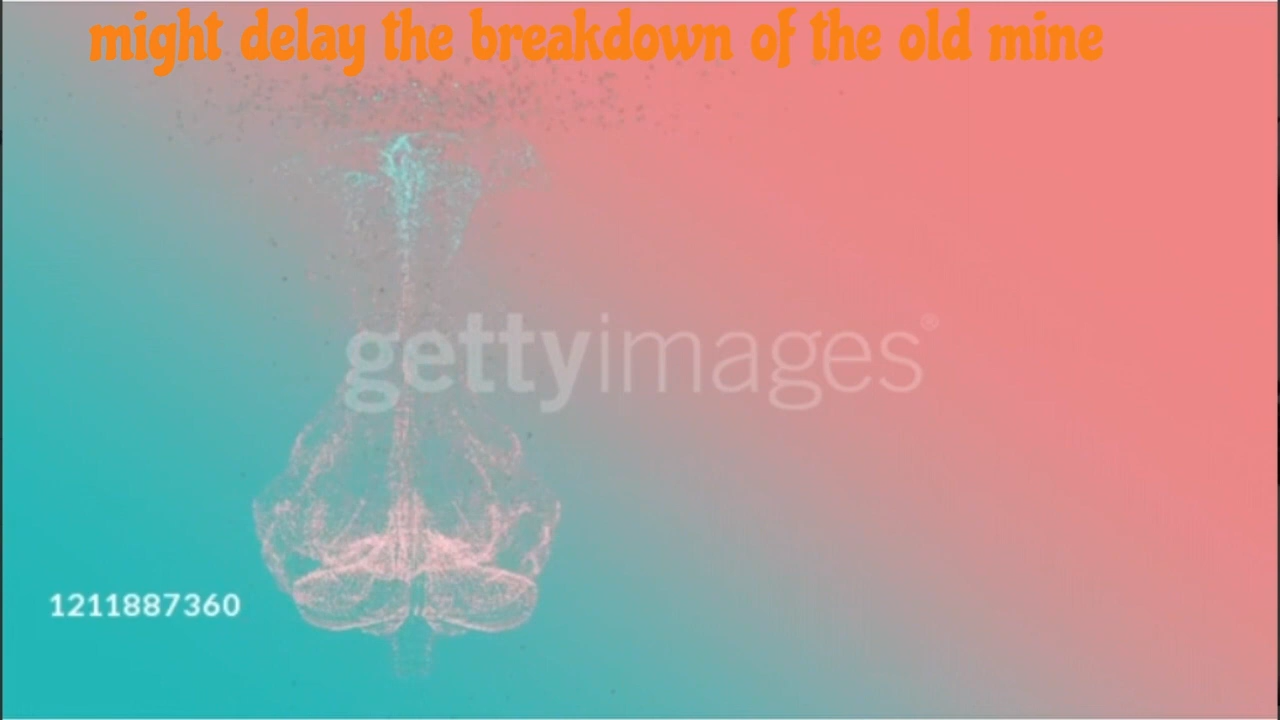 might delay the breakdown of the old mine
gettyimages®
1211887360